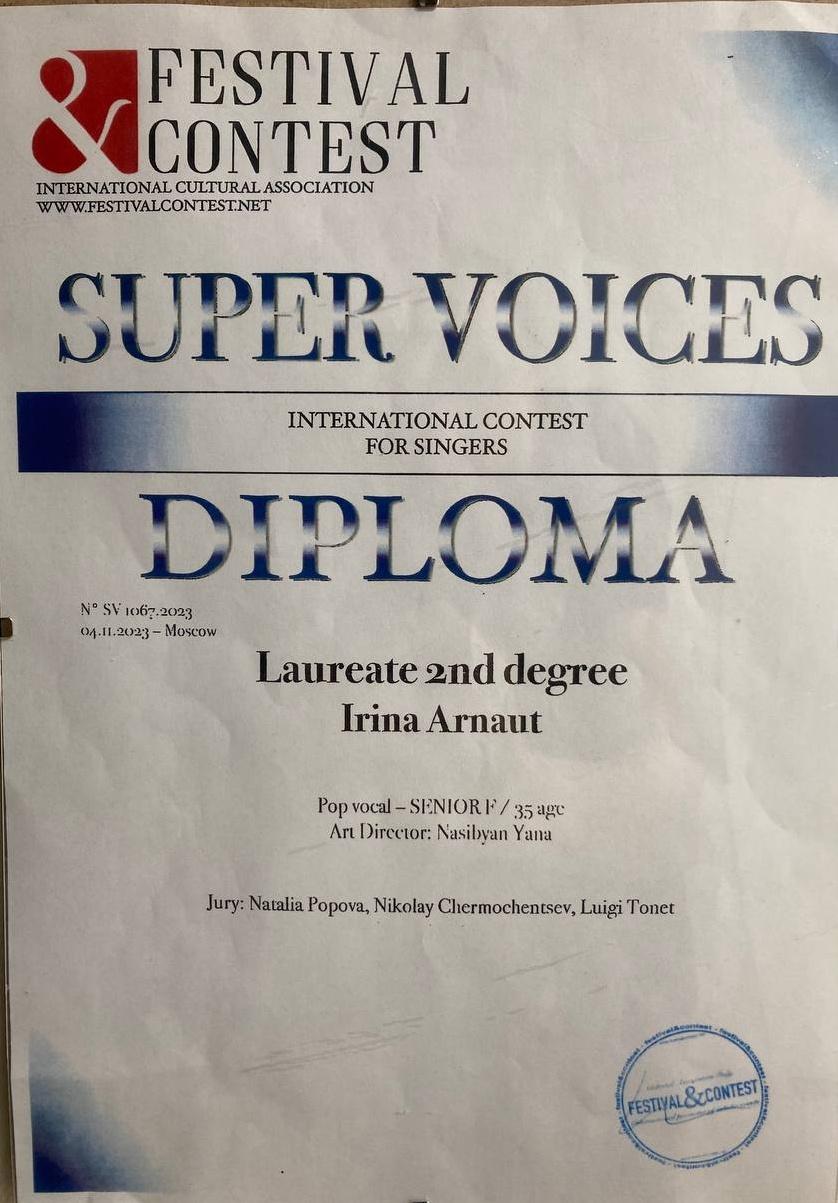 & FESTIVAL
CONTEST
INTERNATIONAL CULTURAL ASSOCIATION
WWW.FESTIVALCONTEST.NET
SUPER VOICES
INTERNATIONAL CONTEST
FOR SINGERS
DIPLOMA
N° SV 1067.2023
04.11.2023 – Moscow
Laureate 2nd degree
Irina Arnaut
Pop vocal – SENIOR F / 35 age
Art Director: Nasibyan Yana
Jury: Natalia Popova, Nikolay Chermochentsev, Luigi Tonet
FESTIVAL&CONTEST